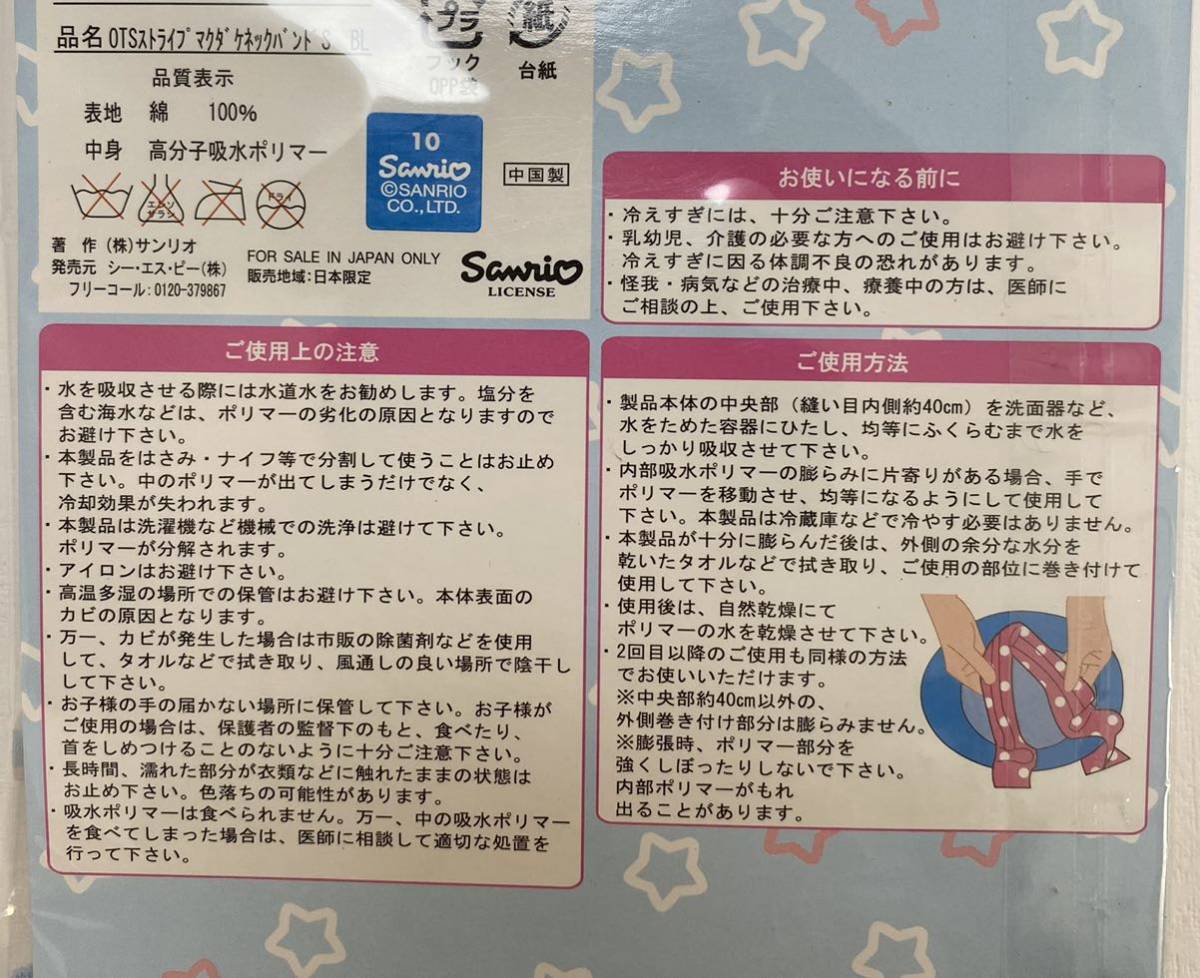 品名 OTSストライプ マクダケネックバンド S BL
品質表示
表地 綿 100%
中身 高分子吸水ポリマー
エンソ
サラシ
ドライ
プラ
フック
OPP袋
紙
台紙
10
Sanrio
©SANRIO
CO.,LTD.
中国製
著 作 (株)サンリオ
発売元 シー・エス・ピー(株)
フリーコール:0120-379867
FOR SALE IN JAPAN ONLY
販売地域:日本限定
Sanrio
LICENSE
お使いになる前に
・冷えすぎには、十分ご注意下さい。
・乳幼児、介護の必要な方へのご使用はお避け下さい。
冷えすぎに因る体調不良の恐れがあります。
・怪我・病気などの治療中、療養中の方は、医師に
ご相談の上、ご使用下さい。
ご使用上の注意
・水を吸収させる際には水道水をお勧めします。塩分を
含む海水などは、ポリマーの劣化の原因となりますので
お避け下さい。
・本製品をはさみ・ナイフ等で分割して使うことはお止め
下さい。中のポリマーが出てしまうだけでなく、
冷却効果が失われます。
・本製品は洗濯機など機械での洗浄は避けて下さい。
ポリマーが分解されます。
・アイロンはお避け下さい。
・高温多湿の場所での保管はお避け下さい。本体表面の
カビの原因となります。
・万一、カビが発生した場合は市販の除菌剤などを使用
して、タオルなどで拭き取り、風通しの良い場所で陰干し
して下さい。
・お子様の手の届かない場所に保管して下さい。お子様が
ご使用の場合は、保護者の監督下のもと、食べたり、
首をしめつけることのないように十分ご注意下さい。
・長時間、濡れた部分が衣類などに触れたままの状態は
お止め下さい。色落ちの可能性があります。
・吸水ポリマーは食べられません。万一、中の吸水ポリマー
を食べてしまった場合は、医師に相談して適切な処置を
行って下さい。
ご使用方法
・製品本体の中央部(縫い目内側約40cm)を洗面器など、
水をためた容器にひたし、均等にふくらむまで水を
しっかり吸収させて下さい。
・内部吸水ポリマーの膨らみに片寄りがある場合、手で
ポリマーを移動させ、均等になるようにして使用して
下さい。本製品は冷蔵庫などで冷やす必要はありません。
・本製品が十分に膨らんだ後は、外側の余分な水分を
乾いたタオルなどで拭き取り、ご使用の部位に巻き付けて
使用して下さい。
・使用後は、自然乾燥にて
ポリマーの水を乾燥させて下さい。
・2回目以降のご使用も同様の方法
でお使いいただけます。
※中央部約40cm以外の、
外側巻き付け部分は膨らみません。
※膨張時、ポリマー部分を
強くしぼったりしないで下さい。
内部ポリマーがもれ
出ることがあります。